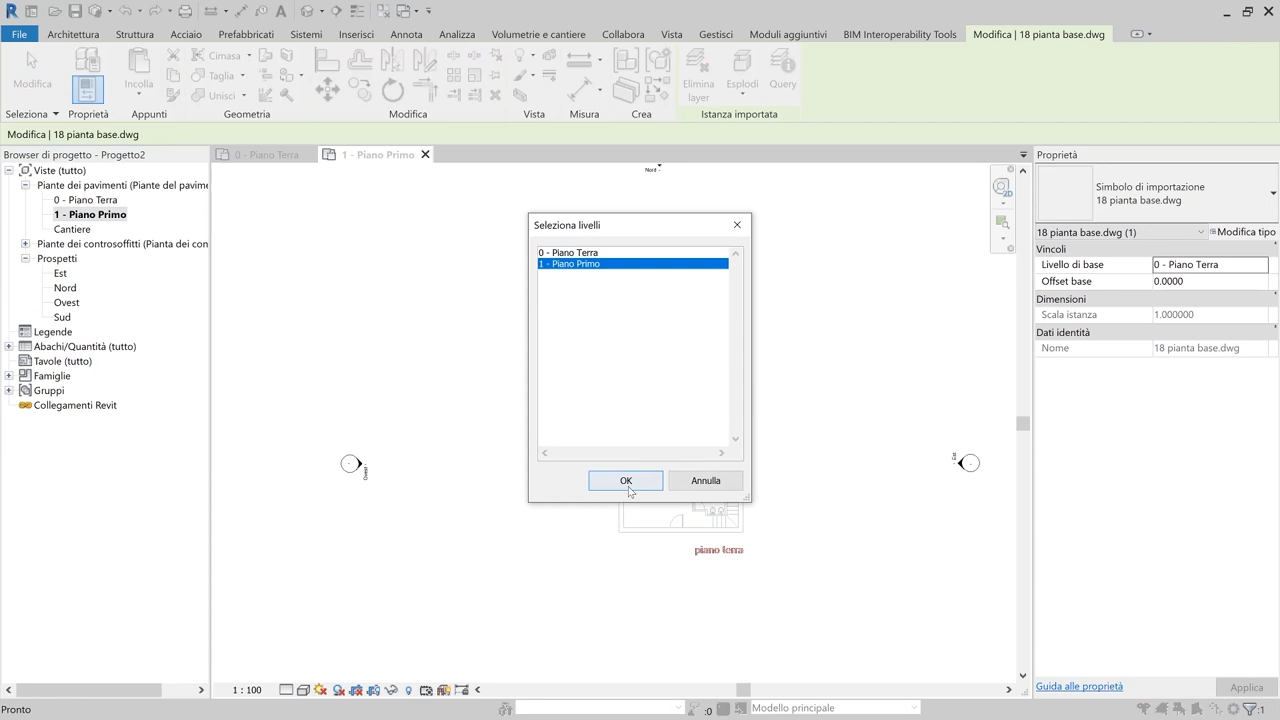 File
Architettura
Struttura
Acciaio
Prefabbricati
Sistemi
Inserisci
Annota
Analizza
Volumetrie e cantiere
Collabora
Vista
Gestisci
Moduli aggiuntivi
BIM Interoperability Tools
Modifica | 18 pianta base.dwg
Modifica
Incolla
Cimasa
Taglia
Unisci
Elimina layer
Esplodi
Query
Seleziona
Proprietà
Appunti
Geometria
Modifica
Vista
Misura
Crea
Istanza importata
Modifica | 18 pianta base.dwg
Browser di progetto - Progetto2
Viste (tutto)
Piante dei pavimenti (Piante del pavime
0 - Piano Terra
1 - Piano Primo
Cantiere
Piante dei controsoffitti (Pianta dei con
Prospetti
Est
Nord
Ovest
Sud
Legende
Abachi/Quantità (tutto)
Tavole (tutto)
Famiglie
Gruppi
Collegamenti Revit
0 - Piano Terra
1 - Piano Primo
Nord
Ovest
Est
piano terra
2D
Seleziona livelli
0 - Piano Terra
1 - Piano Primo
OK
Annulla
Proprietà
Simbolo di importazione
18 pianta base.dwg
18 pianta base.dwg (1)
Modifica tipo
Vincoli
Livello di base 0 - Piano Terra
Offset base 0.0000
Dimensioni
Scala istanza 1.000000
Dati identità
Nome 18 pianta base.dwg
Guida alle proprietà
Applica
1 : 100
Pronto
:0
Modello principale
:1